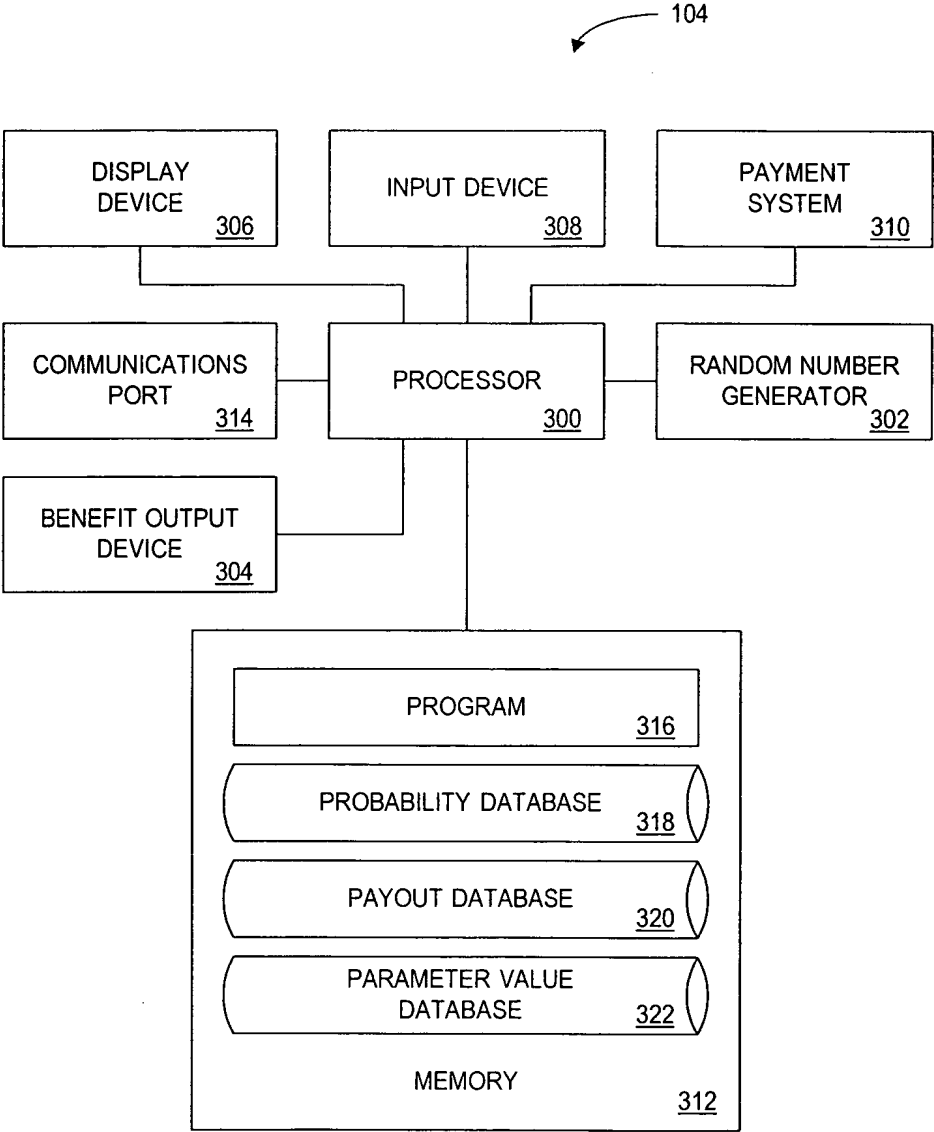 104
DISPLAY
DEVICE
306
INPUT DEVICE
308
PAYMENT
SYSTEM
310
COMMUNICATIONS
PORT
314
PROCESSOR
300
RANDOM NUMBER
GENERATOR
302
BENEFIT OUTPUT
DEVICE
304
PROGRAM
316
PROBABILITY DATABASE
318
PAYOUT DATABASE
320
PARAMETER VALUE
DATABASE
322
MEMORY
312